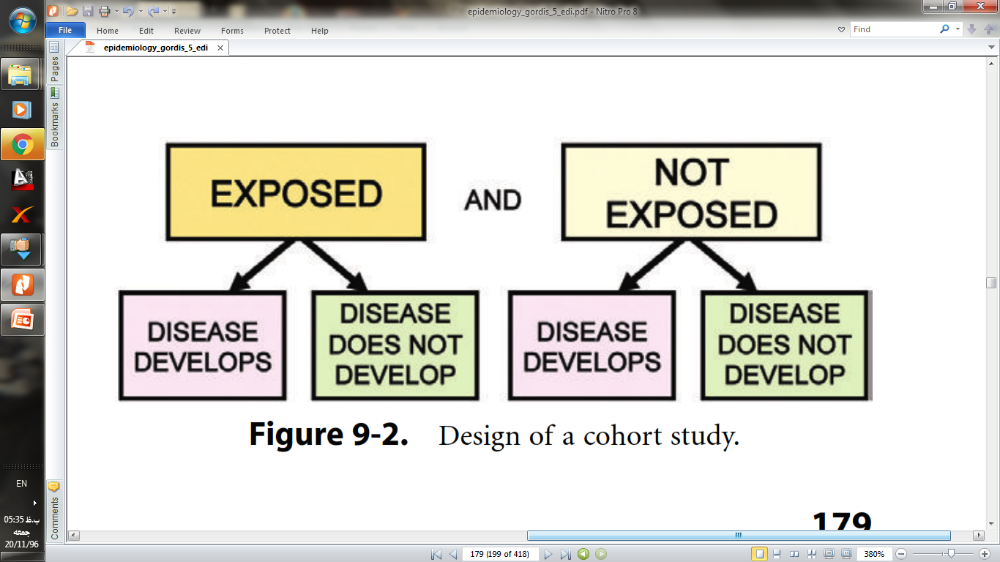 epidemiology_gordis_5_edi.pdf - Nitro Pro 8
File Home Edit Review Forms Protect Help
Find
epidemiology_gordis_5_edi
Pages
Bookmarks
EXPOSED
AND
NOT
EXPOSED
DISEASE
DEVELOPS
DISEASE
DOES NOT
DEVELOP
DISEASE
DEVELOPS
DISEASE
DOES NOT
DEVELOP
Figure 9-2. Design of a cohort study.
179
Comments
EN
05:35 ب.ظ
جمعه
20/11/96
179 (199 of 418)
380%